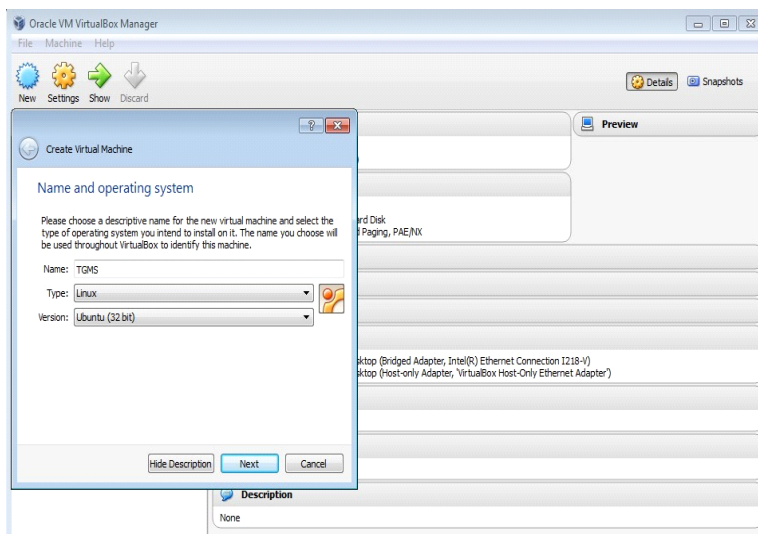 Oracle VM VirtualBox Manager
File Machine Help
New Settings Show Discard
Details Snapshots
Preview
Create Virtual Machine
Name and operating system
Please choose a descriptive name for the new virtual machine and select the
type of operating system you intend to install on it. The name you choose will
be used throughout VirtualBox to identify this machine.
Name: TGMS
Type: Linux
Version: Ubuntu (32 bit)
Hide Description Next Cancel
Disk
Paging, PAE/NX
(Bridged Adapter, Intel(R) Ethernet Connection I218-V)
(Host-only Adapter, 'VirtualBox Host-Only Ethernet Adapter')
Description
None